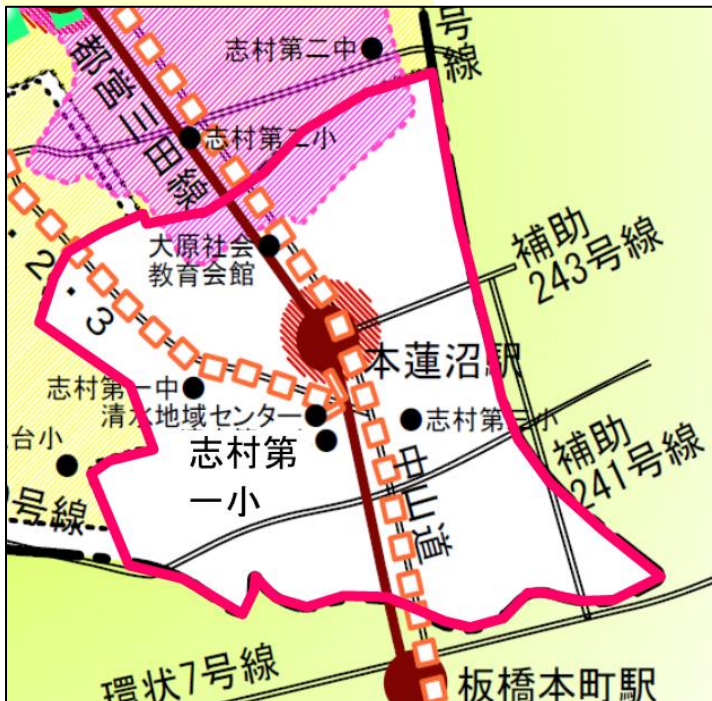 号線
志村第二中
都営三田線
志村第二小
大原社会
教育会館
補助
243号線
2.3
本蓮沼駅
志村第一中
清水地域センター
志村第三小
台小
志村第
一小
号線
中山道
補助
241号線
環状7号線
板橋本町駅